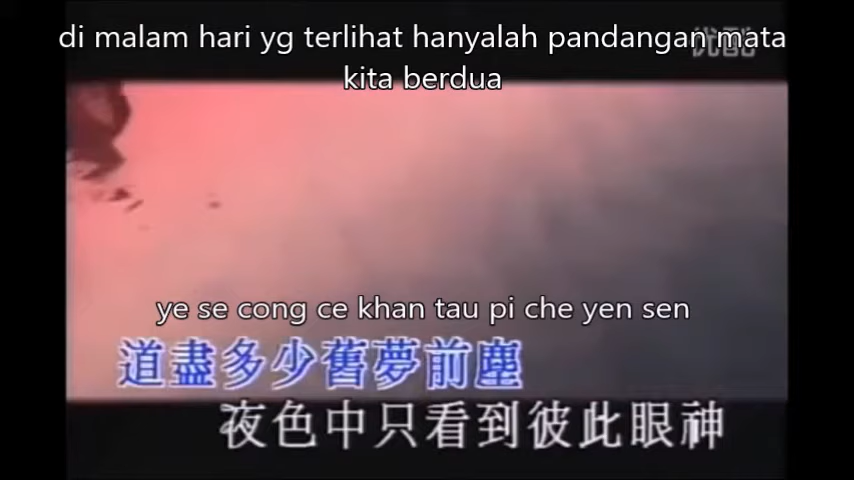 di malam hari yg terlihat hanyalah pandangan mata
kita berdua
ye se cong ce khan tau pi che yen sen
道盡多少舊夢前塵
夜色中只看到彼此眼神